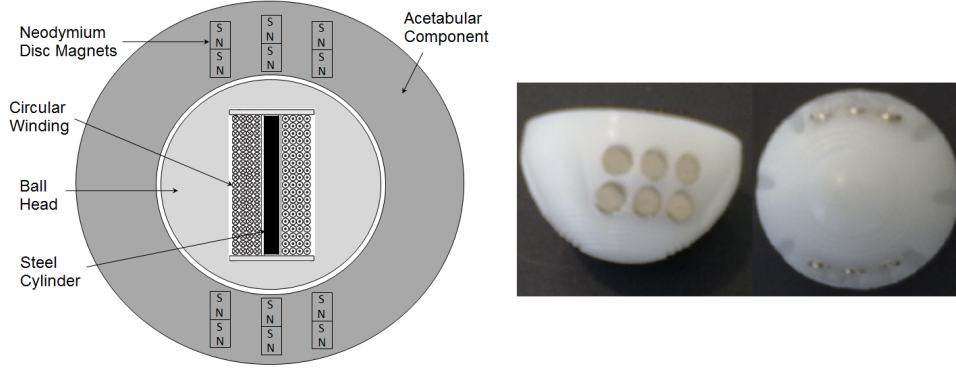 Neodymium
Disc Magnets
S S S
N N N
S S S
N N N
Acetabular
Component
Circular
Winding
Ball
Head
Steel
Cylinder
S S S
N N N
S S S
N N N